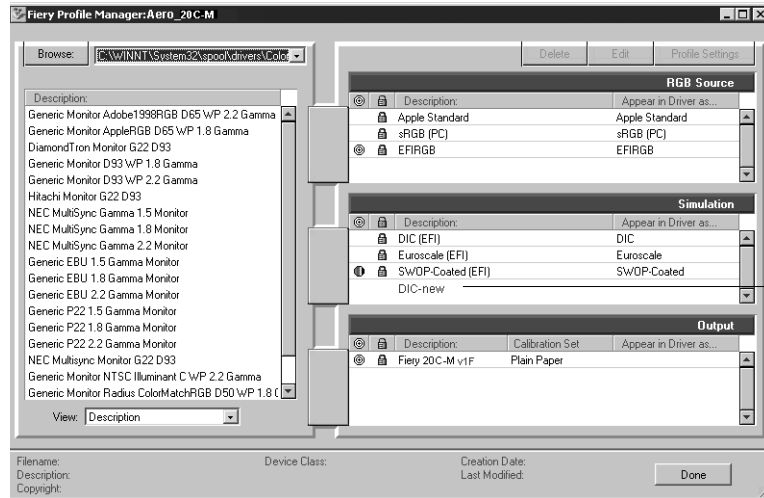 Fiery Profile Manager:Aero_20C-M
Browse:
C:\WINNT\System32\spool\drivers\Color
Delete
Edit
Profile Settings
Description:
Generic Monitor Adobe1998RGB D65 WP 2.2 Gamma
Generic Monitor AppleRGB D65 WP 1.8 Gamma
DiamondTron Monitor G22 D93
Generic Monitor D93 WP 1.8 Gamma
Generic Monitor D93 WP 2.2 Gamma
Hitachi Monitor G22 D93
NEC MultiSync Gamma 1.5 Monitor
NEC MultiSync Gamma 1.8 Monitor
NEC MultiSync Gamma 2.2 Monitor
Generic EBU 1.5 Gamma Monitor
Generic EBU 1.8 Gamma Monitor
Generic EBU 2.2 Gamma Monitor
Generic P22 1.5 Gamma Monitor
Generic P22 1.8 Gamma Monitor
Generic P22 2.2 Gamma Monitor
NEC Multisync Monitor G22 D93
Generic Monitor NTSC Illuminant C WP 2.2 Gamma
Generic Monitor Radius ColorMatchRGB D50 WP 1.8 (
View: Description
RGB Source
Description: Appear in Driver as...
Apple Standard Apple Standard
sRGB (PC) sRGB (PC)
EFIRGB EFIRGB
Simulation
Description: Appear in Driver as...
DIC (EFI) DIC
Euroscale (EFI) Euroscale
SWOP-Coated (EFI) SWOP-Coated
DIC-new
Output
Description: Calibration Set Appear in Driver as...
Fiery 20C-M v1F Plain Paper
Filename: Device Class: Creation Date:
Description: Last Modified:
Copyright:
Done